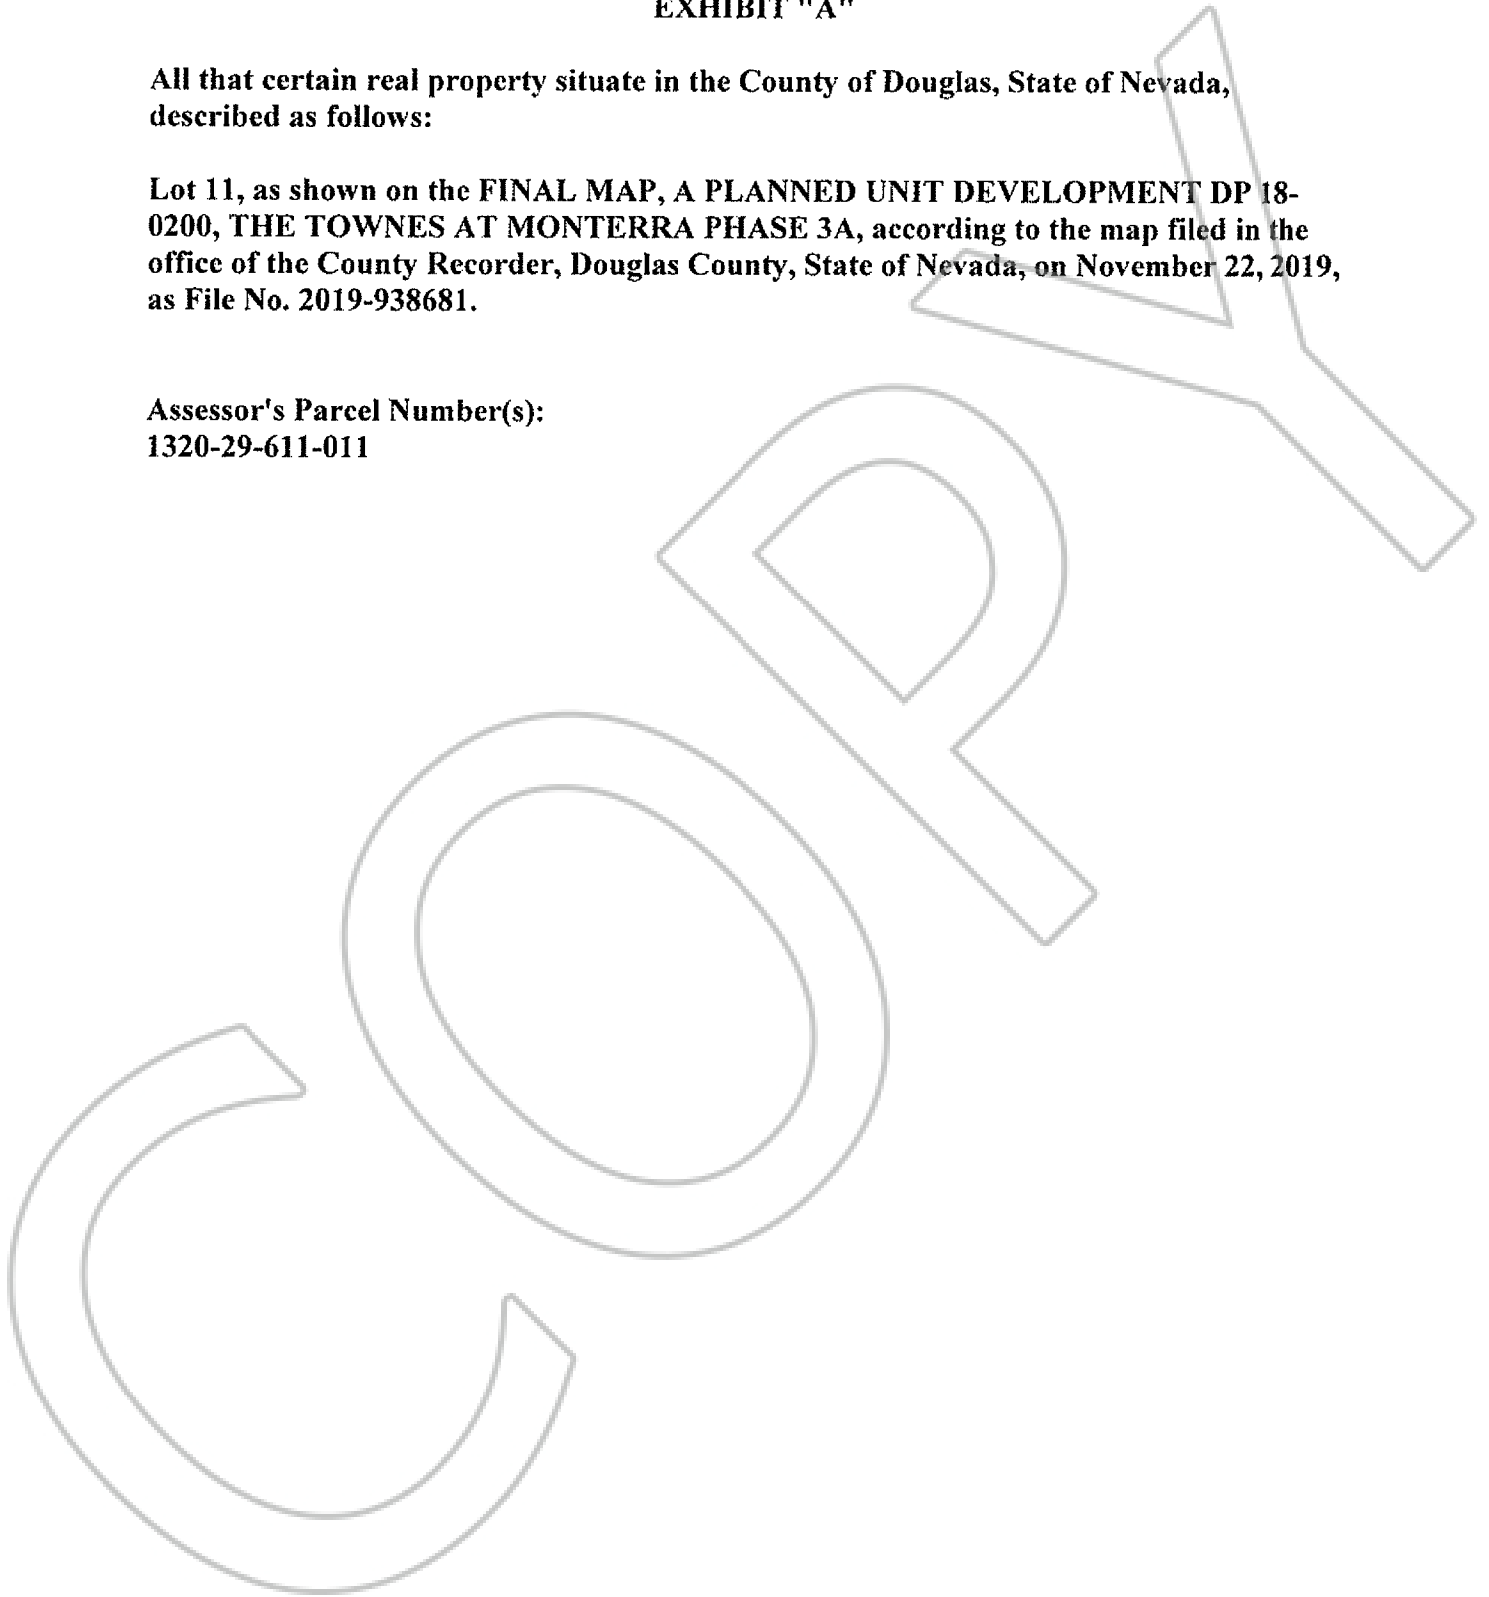 EXHIBIT "A"
All that certain real property situate in the County of Douglas, State of Nevada,
described as follows:
Lot 11, as shown on the FINAL MAP, A PLANNED UNIT DEVELOPMENT DP 18-
0200, THE TOWNES AT MONTERRA PHASE 3A, according to the map filed in the
office of the County Recorder, Douglas County, State of Nevada, on November 22, 2019,
as File No. 2019-938681.
Assessor's Parcel Number(s):
1320-29-611-011
COPY